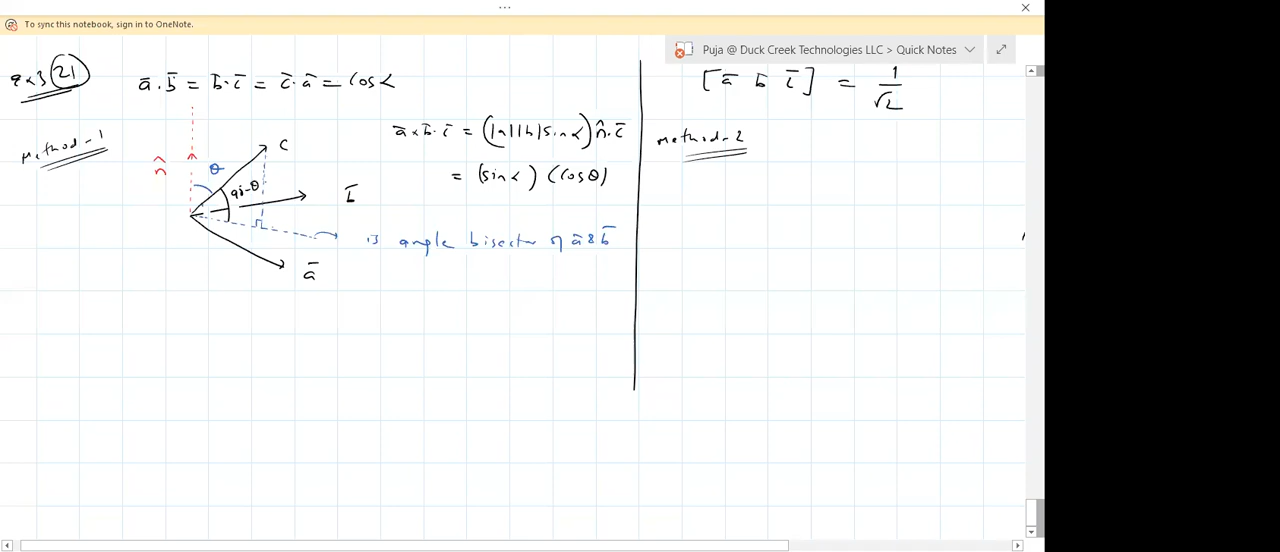 ...
To sync this notebook, sign in to OneNote.
Puja @ Duck Creek Technologies LLC > Quick Notes
21
a̅ . b̅ = b̅ . c̅ = c̅ . a̅ = cos α
Method - 1
n̂
θ
c
90-θ
b̅
a̅
is angle bisector of a̅ & b̅
a̅ × b̅ . c̅ = (|a||b| sin α) n̂ . c̅
= (sin α) (cos θ)
[a̅ b̅ c̅] = 1/√2
Method - 2